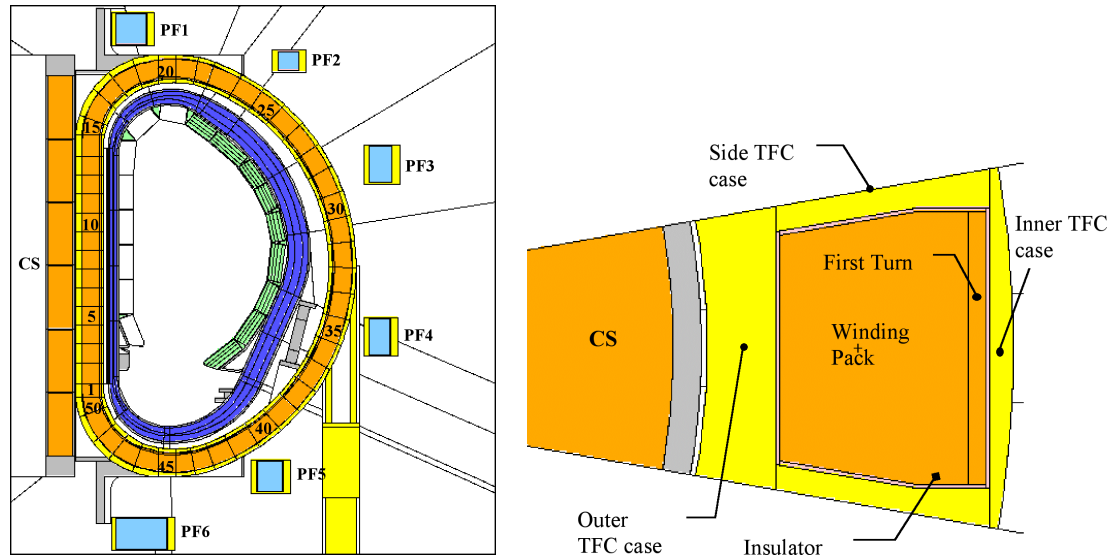 PF1
PF2
20
25
15
PF3
30
10
CS
5
35
PF4
1
50
40
45
PF5
PF6
Side TFC
case
Inner TFC
case
First Turn
CS
Winding
Pack
Outer
TFC case
Insulator